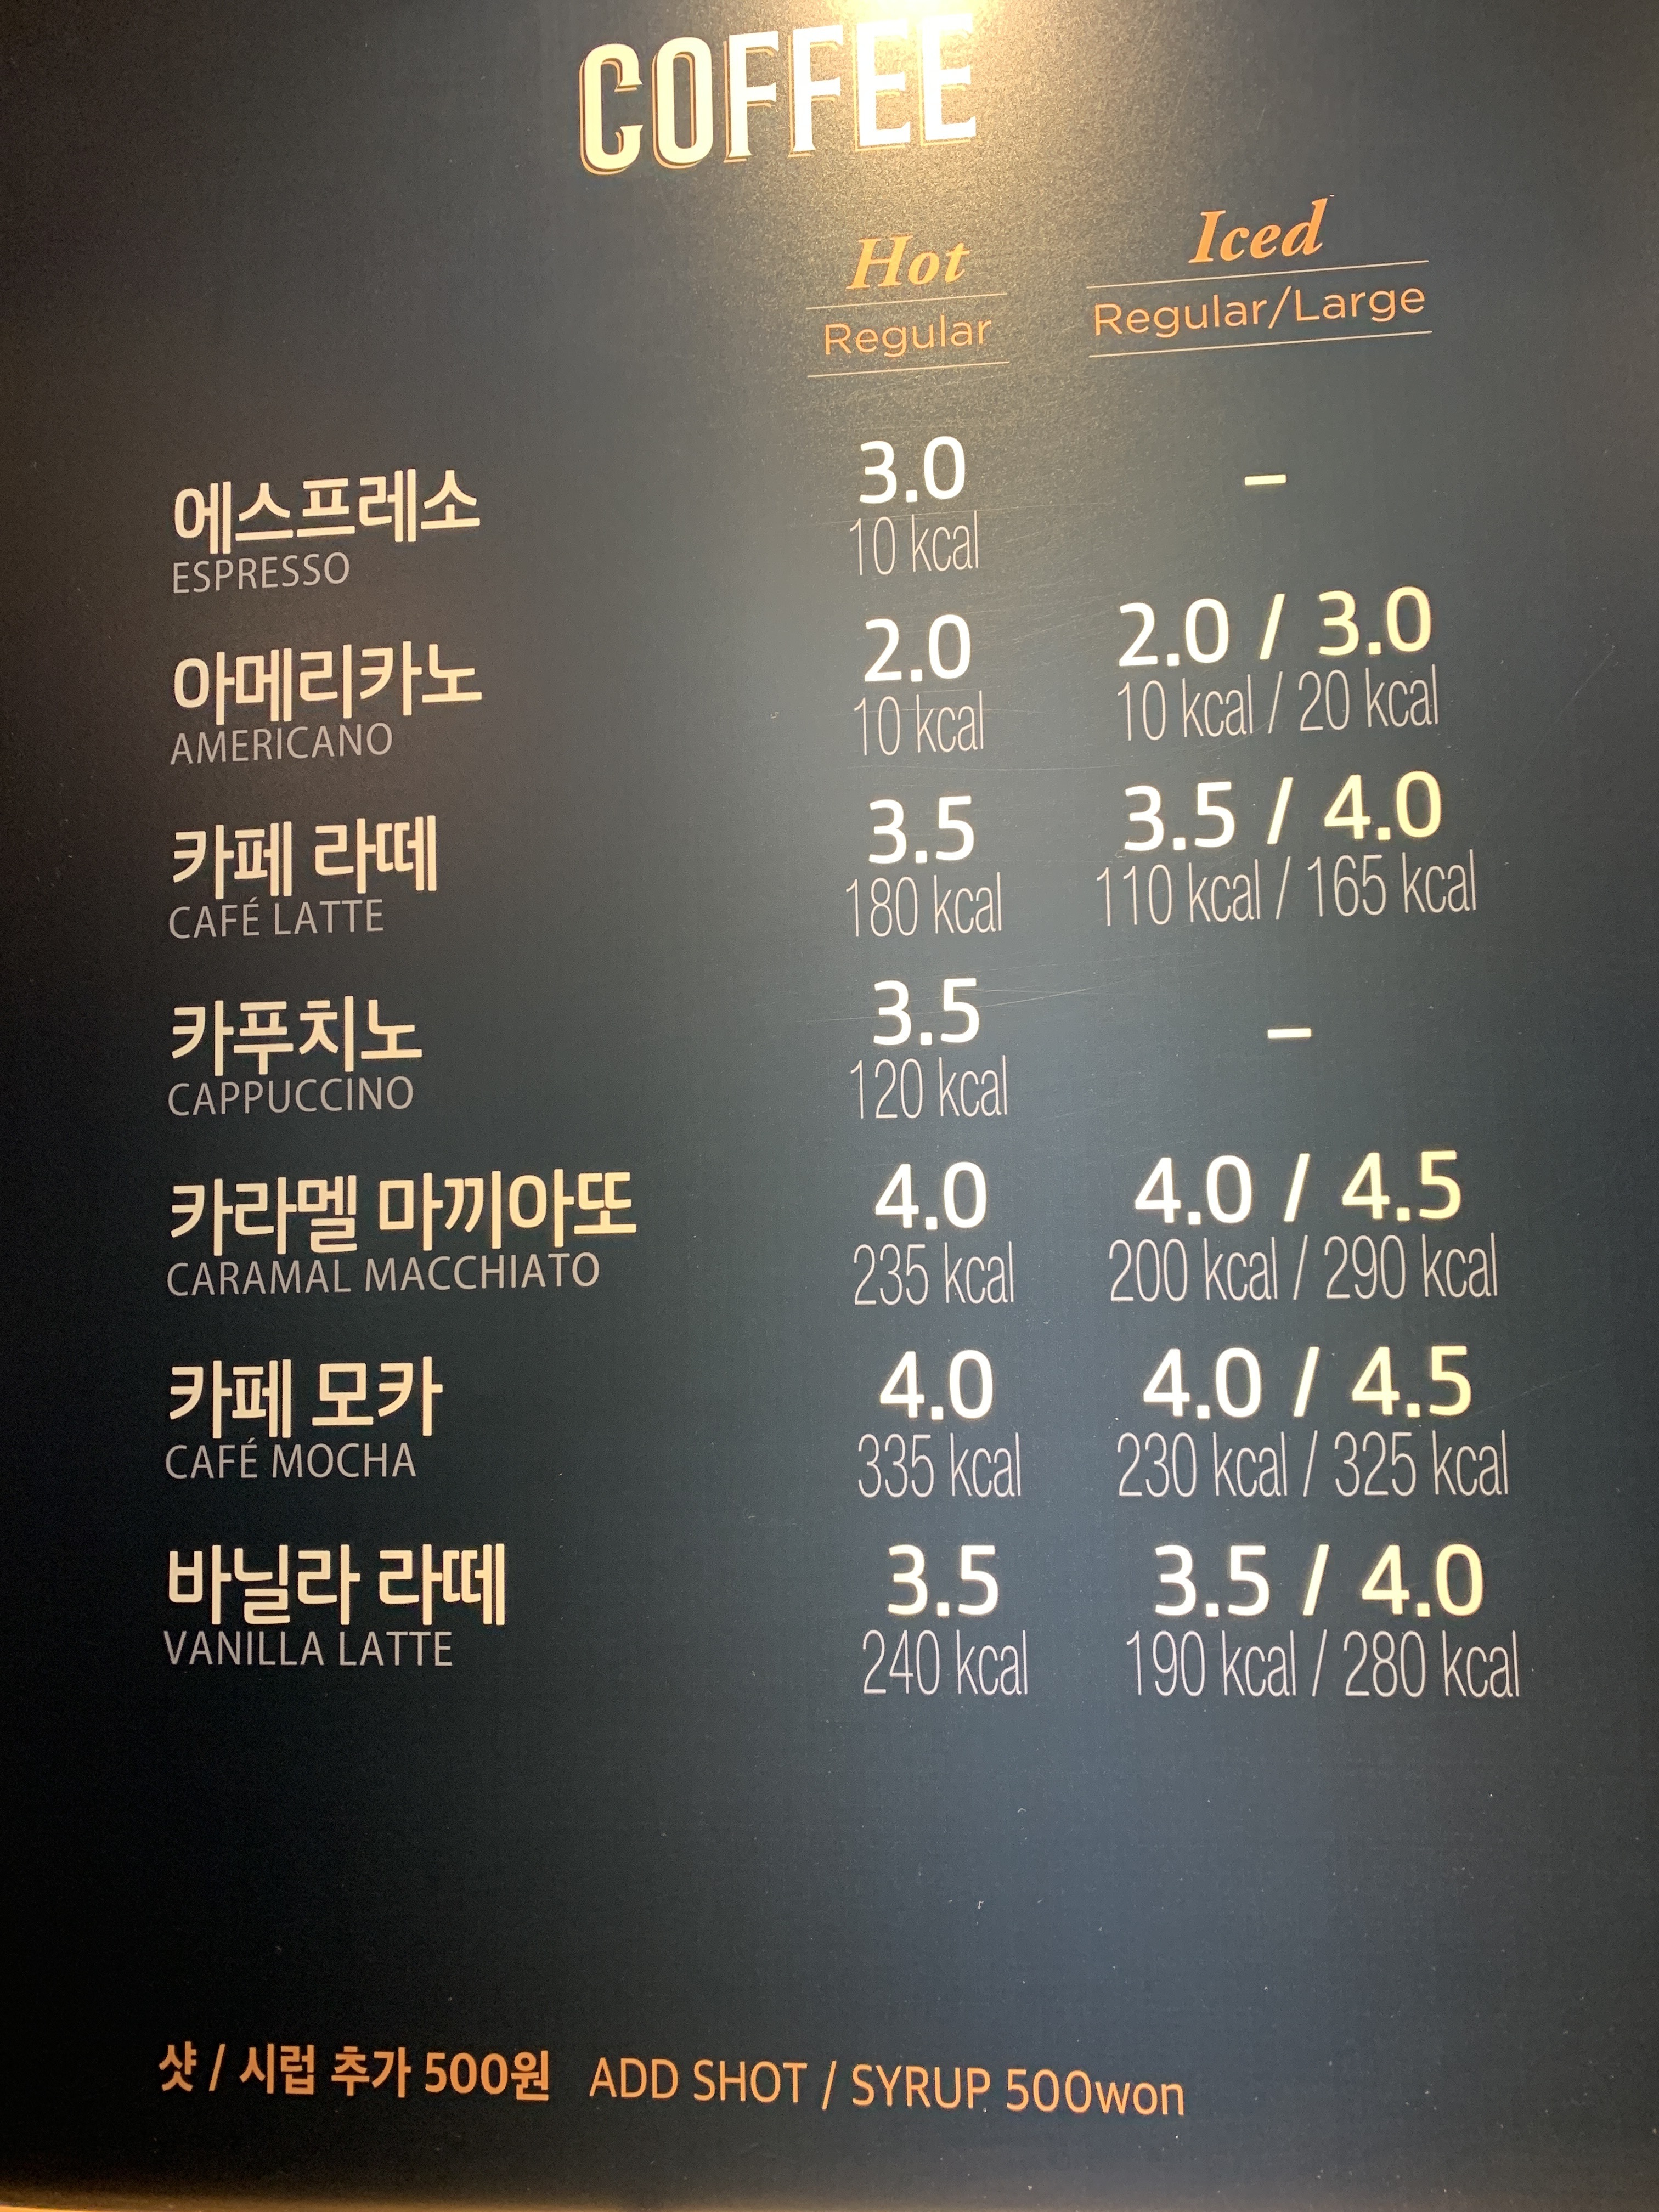 COFFEE
Hot Iced
Regular Regular/Large
에스프레소 3.0 –
ESPRESSO 10 kcal
아메리카노 2.0 2.0 / 3.0
AMERICANO 10 kcal 10 kcal / 20 kcal
카페 라떼 3.5 3.5 / 4.0
CAFÉ LATTE 180 kcal 110 kcal / 165 kcal
카푸치노 3.5 –
CAPPUCCINO 120 kcal
카라멜 마끼아또 4.0 4.0 / 4.5
CARAMAL MACCHIATO 235 kcal 200 kcal / 290 kcal
카페 모카 4.0 4.0 / 4.5
CAFÉ MOCHA 335 kcal 230 kcal / 325 kcal
바닐라 라떼 3.5 3.5 / 4.0
VANILLA LATTE 240 kcal 190 kcal / 280 kcal
샷 / 시럽 추가 500원 ADD SHOT / SYRUP 500won